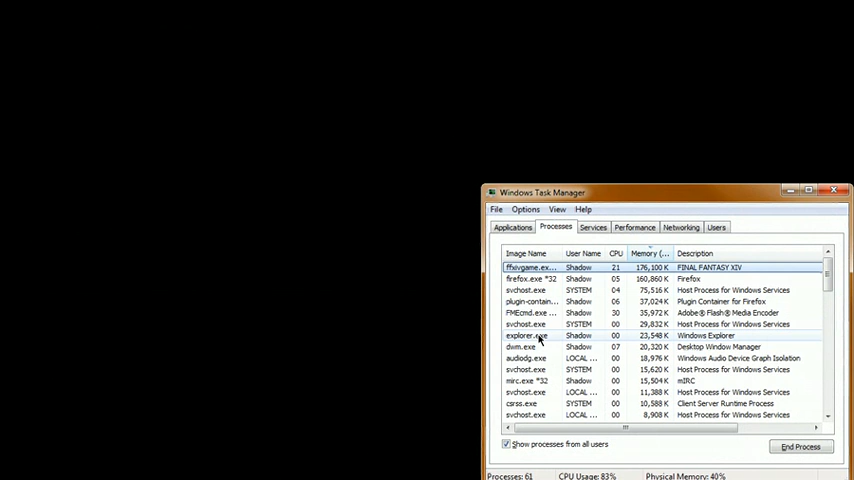 Windows Task Manager
File Options View Help
Applications Processes Services Performance Networking Users
Image Name User Name CPU Memory (... Description
ffxivgame.ex... Shadow 21 176,100 K FINAL FANTASY XIV
firefox.exe *32 Shadow 05 160,860 K Firefox
svchost.exe SYSTEM 04 75,516 K Host Process for Windows Services
plugin-contain... Shadow 06 37,024 K Plugin Container for Firefox
FMEcmd.exe ... Shadow 30 35,972 K Adobe® Flash® Media Encoder
svchost.exe SYSTEM 00 29,832 K Host Process for Windows Services
explorer.exe Shadow 00 23,548 K Windows Explorer
dwm.exe Shadow 07 20,320 K Desktop Window Manager
audiodg.exe LOCAL ... 00 18,976 K Windows Audio Device Graph Isolation
svchost.exe SYSTEM 00 15,620 K Host Process for Windows Services
mirc.exe *32 Shadow 00 15,504 K mIRC
svchost.exe LOCAL ... 00 11,388 K Host Process for Windows Services
csrss.exe SYSTEM 00 10,588 K Client Server Runtime Process
svchost.exe LOCAL ... 00 8,908 K Host Process for Windows Services
Show processes from all users End Process
Processes: 61 CPU Usage: 83% Physical Memory: 40%